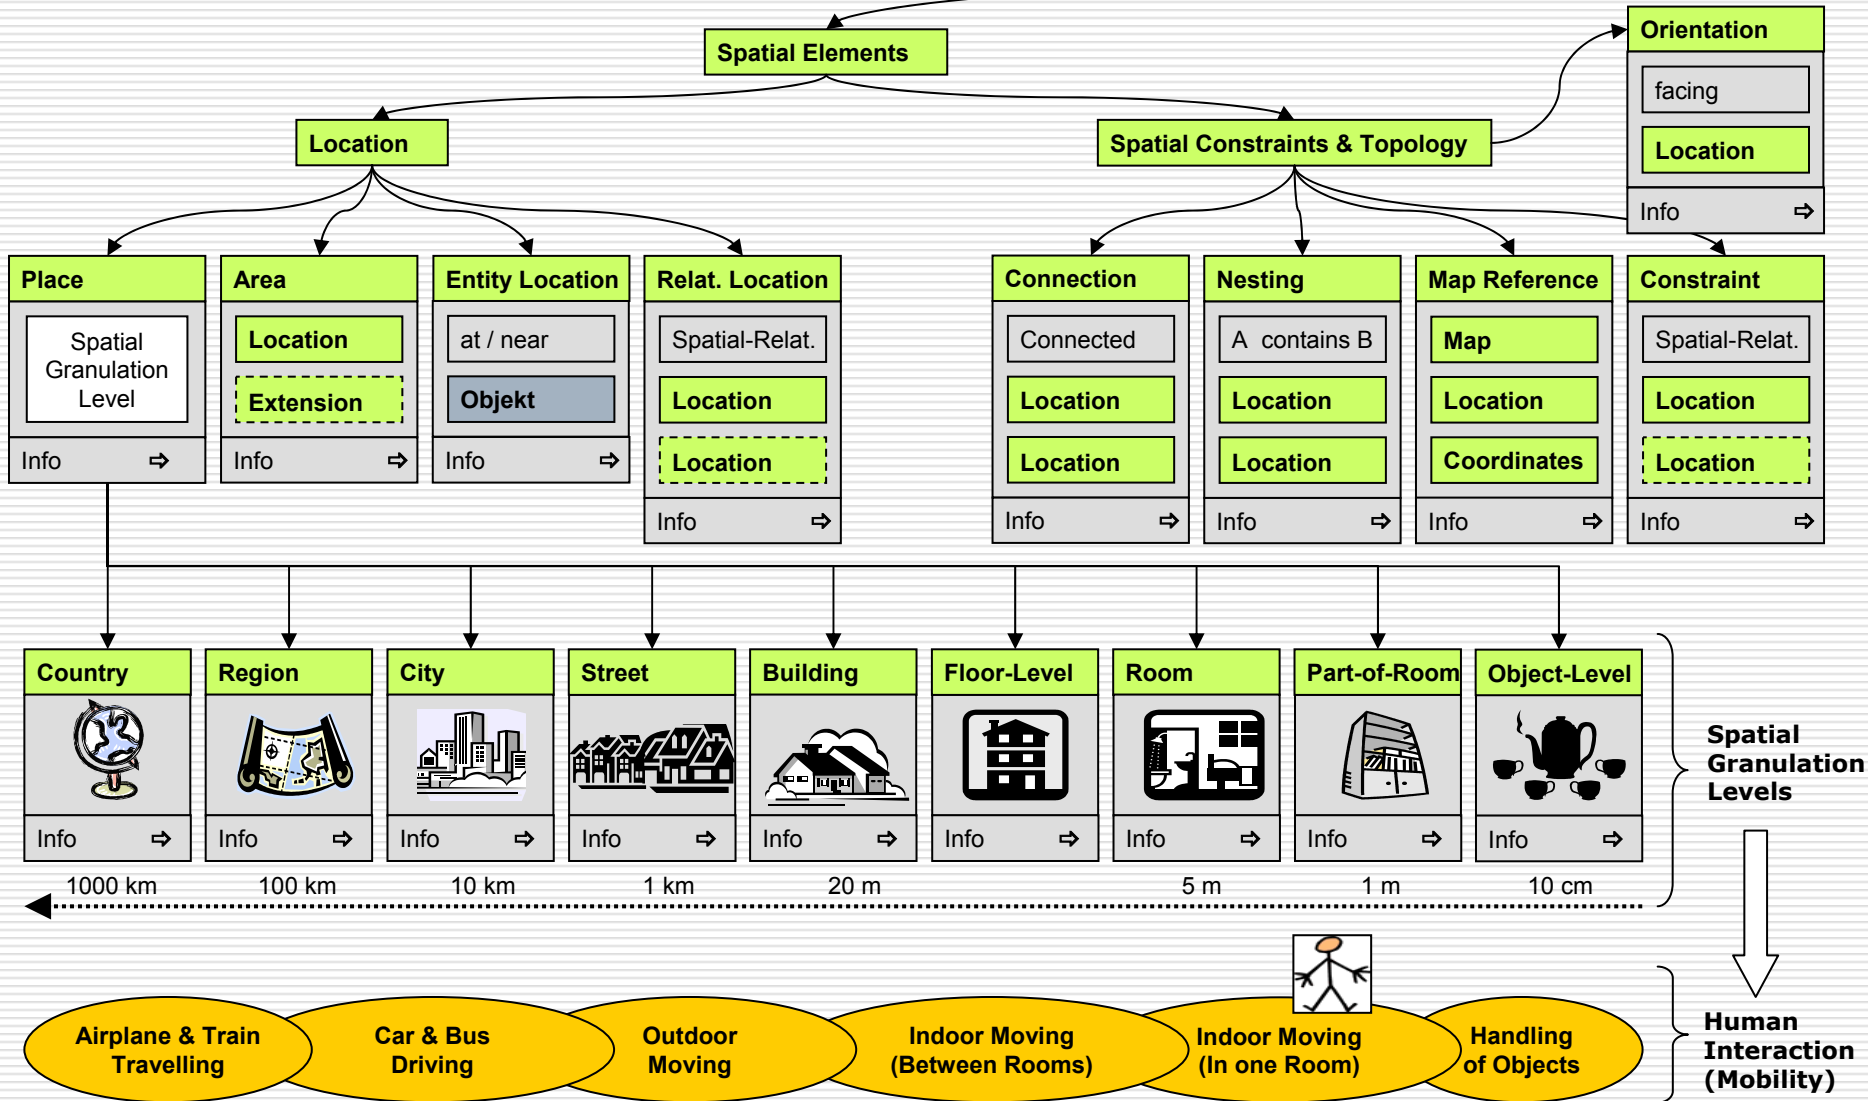 Spatial Elements
Orientation
facing
Location
Info ⇨
Location
Spatial Constraints & Topology
Place
Spatial
Granulation
Level
Info ⇨
Area
Location
Extension
Info ⇨
Entity Location
at / near
Objekt
Info ⇨
Relat. Location
Spatial-Relat.
Location
Location
Info ⇨
Connection
Connected
Location
Location
Info ⇨
Nesting
A contains B
Location
Location
Info ⇨
Map Reference
Map
Location
Coordinates
Info ⇨
Constraint
Spatial-Relat.
Location
Location
Info ⇨
Country
Info ⇨
Region
Info ⇨
City
Info ⇨
Street
Info ⇨
Building
Info ⇨
Floor-Level
Info ⇨
Room
Info ⇨
Part-of-Room
Info ⇨
Object-Level
Info ⇨
Spatial
Granulation
Levels
1000 km
100 km
10 km
1 km
20 m
5 m
1 m
10 cm
Airplane & Train
Travelling
Car & Bus
Driving
Outdoor
Moving
Indoor Moving
(Between Rooms)
Indoor Moving
(In one Room)
Handling
of Objects
Human
Interaction
(Mobility)